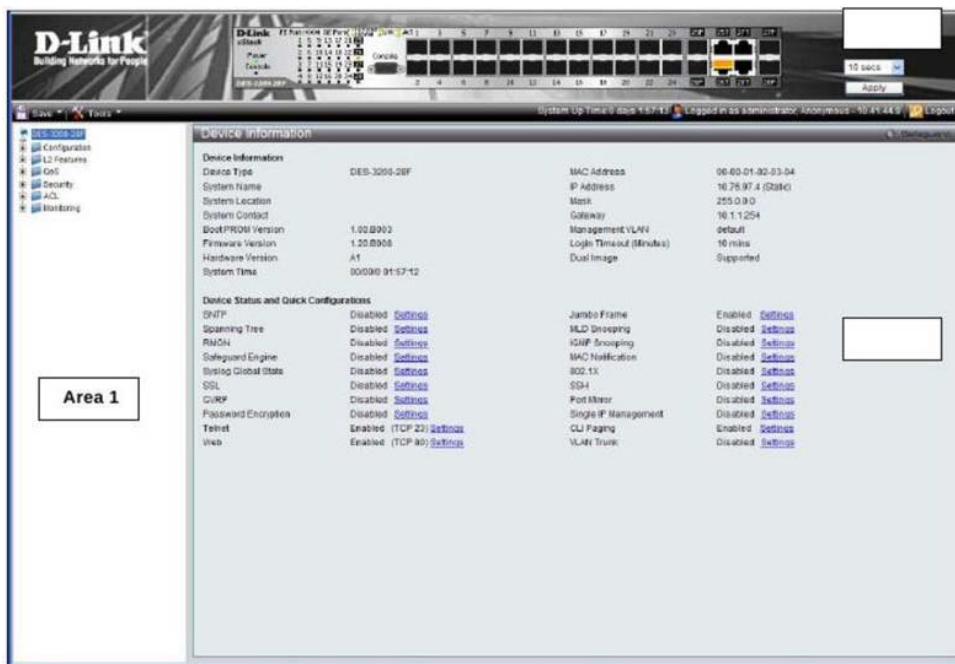 D-Link
Building Networks for People
D-Link
xStack
Power
Console
Console
DES-3200-28F
10 secs
Apply
Save
Tools
System Up Time:0 days 1:57:13
Logged in as administrator, Anonymous - 10.41.44.9
Logout
DES-3200-28F
Configuration
L2 Features
QoS
Security
ACL
Monitoring
Area 1
Device Information
Safeguard
Device Information
Device Type DES-3200-28F MAC Address 00-00-01-02-03-04
System Name IP Address 10.76.97.4 (Static)
System Location Mask 255.0.0.0
System Contact Gateway 10.1.1.254
Boot PROM Version 1.00.B003 Management VLAN default
Firmware Version 1.20.B008 Login Timeout (Minutes) 10 mins
Hardware Version A1 Dual Image Supported
System Time 00/00/0 01:57:12
Device Status and Quick Configurations
SNTP Disabled Settings Jumbo Frame Enabled Settings
Spanning Tree Disabled Settings MLD Snooping Disabled Settings
RMON Disabled Settings IGMP Snooping Disabled Settings
Safeguard Engine Disabled Settings MAC Notification Disabled Settings
Syslog Global State Disabled Settings 802.1X Disabled Settings
SSL Disabled Settings SSH Disabled Settings
GVRP Disabled Settings Port Mirror Disabled Settings
Password Encryption Disabled Settings Single IP Management Disabled Settings
Telnet Enabled (TCP 23) Settings CLI Paging Enabled Settings
Web Enabled (TCP 80) Settings VLAN Trunk Disabled Settings